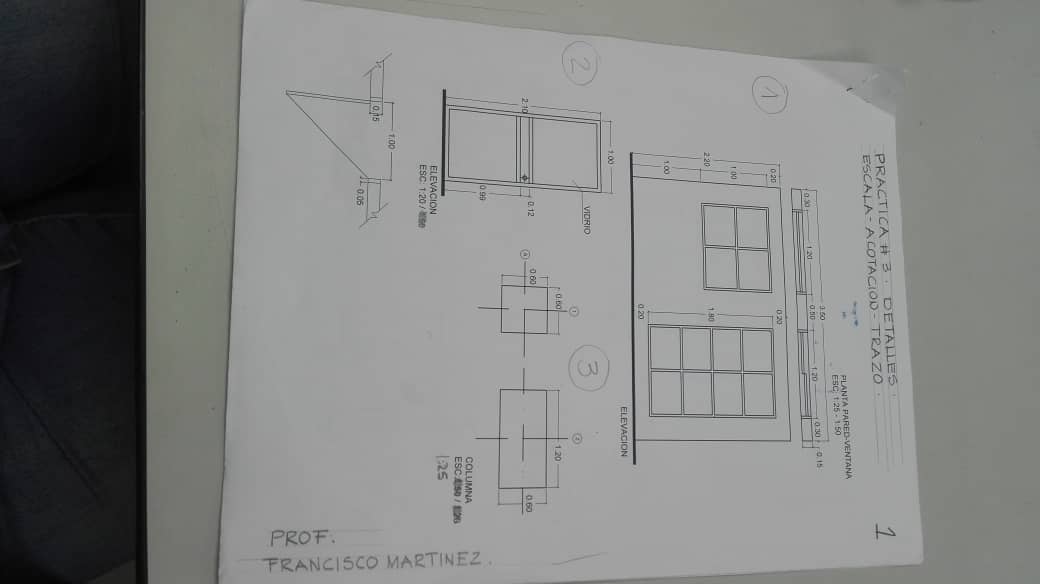 PRACTICA # 3. DETALLES.
ESCALA-ACOTACION-TRAZO.
1
PLANTA PARED-VENTANA
ESC: 1:25 - 1:50
3.50
0.30
1.20
0.50
1.20
0.30
0.15
1
0.20
0.20
1.00
2.20
1.80
1.00
0.20
ELEVACION
2
1.00
VIDRIO
2.10
0.12
0.99
ELEVACION
ESC: 1:20 /
3
1
0.60
0.60
A
1.20
0.60
COLUMNA
ESC:
1:25
1.00
0.15
0.05
PROF:
FRANCISCO MARTINEZ.